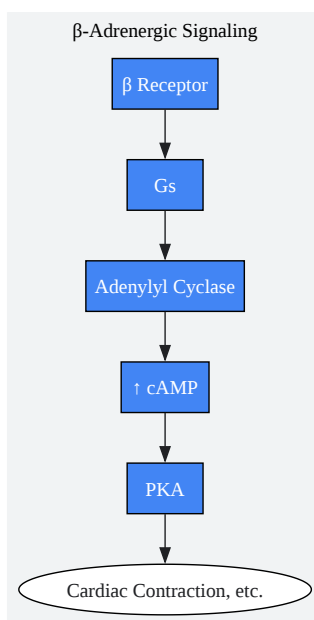 β-Adrenergic Signaling
β Receptor
Gs
Adenylyl Cyclase
↑ cAMP
PKA
Cardiac Contraction, etc.